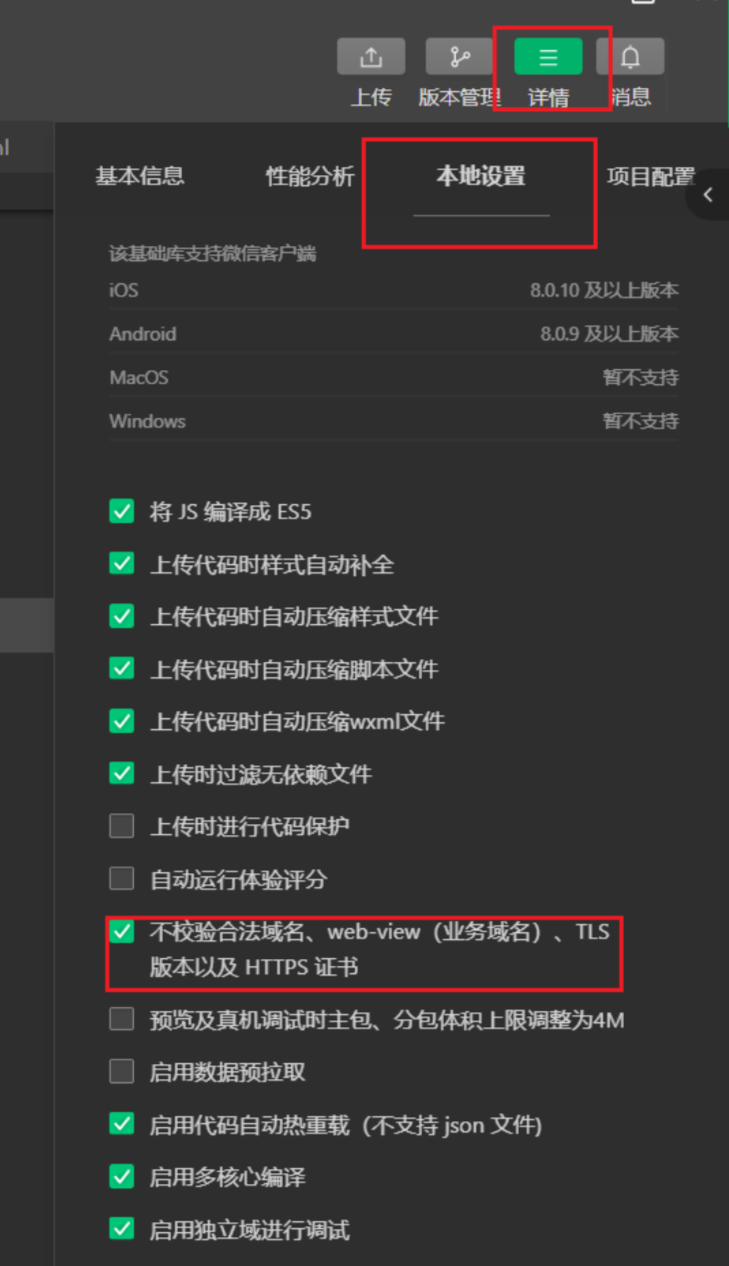 上传 版本管理 详情 消息
基本信息 性能分析 本地设置 项目配置
该基础库支持微信客户端
iOS 8.0.10 及以上版本
Android 8.0.9 及以上版本
MacOS 暂不支持
Windows 暂不支持
将 JS 编译成 ES5
上传代码时样式自动补全
上传代码时自动压缩样式文件
上传代码时自动压缩脚本文件
上传代码时自动压缩wxml文件
上传时过滤无依赖文件
上传时进行代码保护
自动运行体验评分
不校验合法域名、web-view（业务域名）、TLS
版本以及 HTTPS 证书
预览及真机调试时主包、分包体积上限调整为4M
启用数据预拉取
启用代码自动热重载（不支持 json 文件)
启用多核心编译
启用独立域进行调试